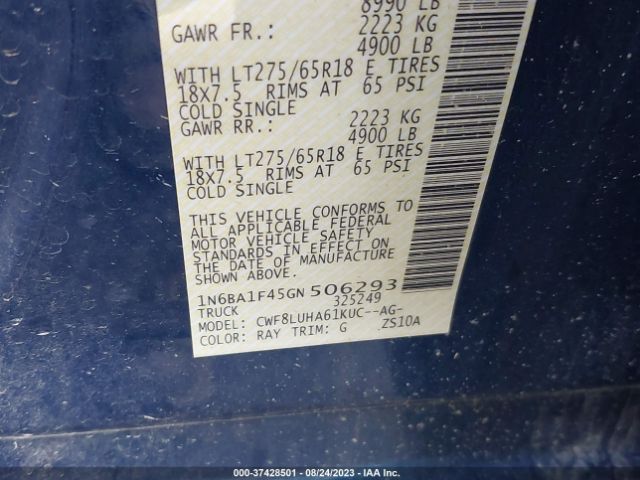 8990 LB
GAWR FR.: 2223 KG
4900 LB
WITH LT275/65R18 E TIRES
18X7.5 RIMS AT 65 PSI
COLD SINGLE
GAWR RR.: 2223 KG
4900 LB
WITH LT275/65R18 E TIRES
18X7.5 RIMS AT 65 PSI
COLD SINGLE
THIS VEHICLE CONFORMS TO
ALL APPLICABLE FEDERAL
MOTOR VEHICLE SAFETY
STANDARDS IN EFFECT ON
THE DATE OF MANUFACTURE
SHOWN ABOVE.
1N6BA1F45GN 506293
TRUCK 325249
MODEL: CWF8LUHA61KUC--AG-
COLOR: RAY TRIM: G ZS10A
000-37428501 - 08/24/2023 - IAA Inc.